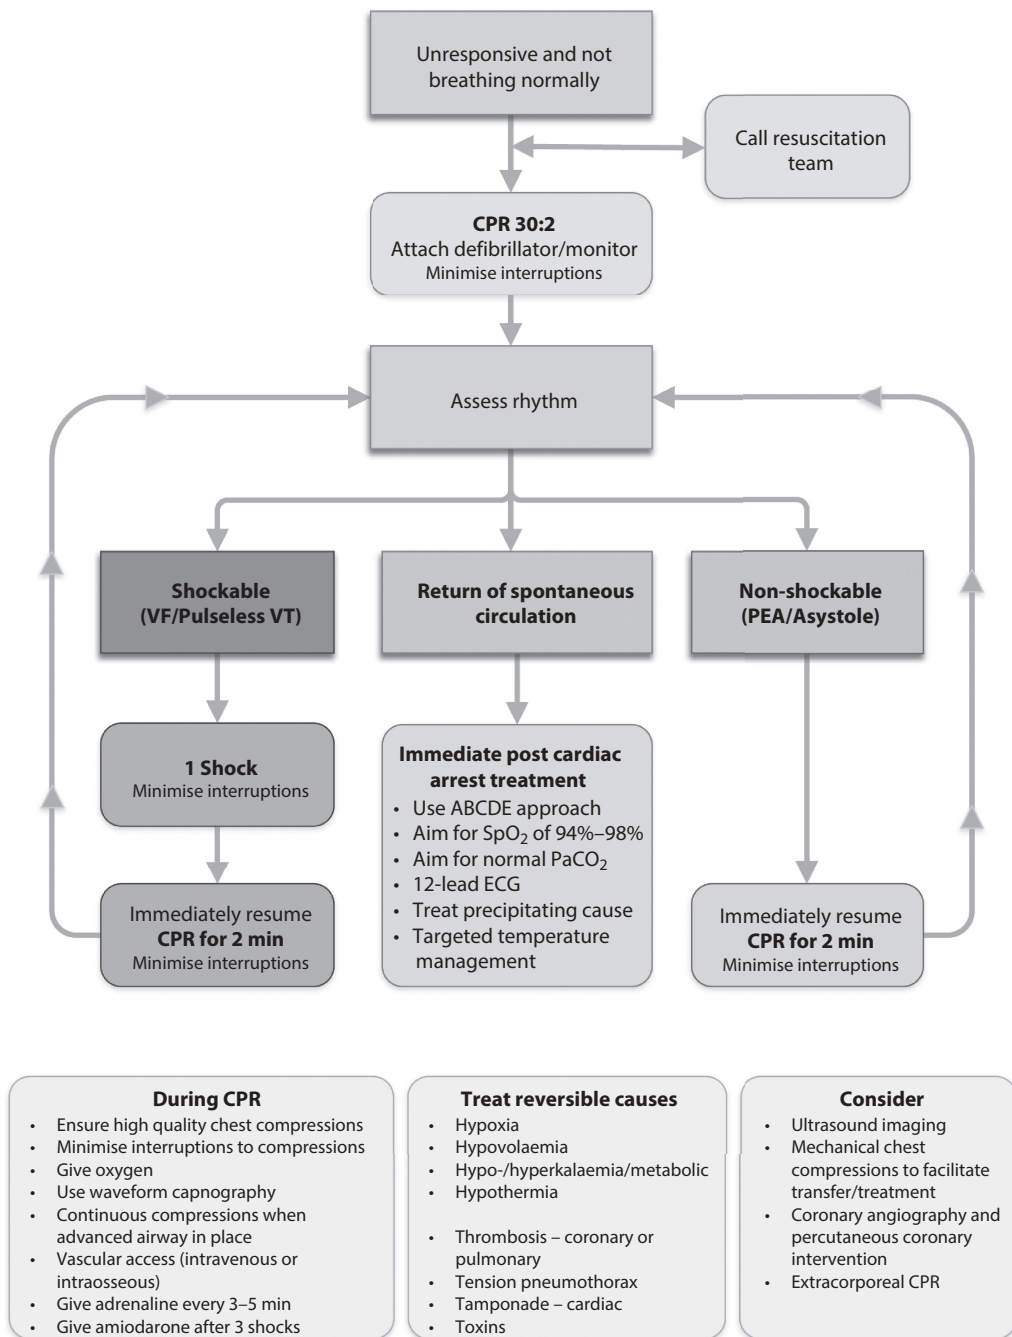 Unresponsive and not
breathing normally
Call resuscitation
team
CPR 30:2
Attach defibrillator/monitor
Minimise interruptions
Assess rhythm
Shockable
(VF/Pulseless VT)
Return of spontaneous
circulation
Non-shockable
(PEA/Asystole)
1 Shock
Minimise interruptions
Immediately resume
CPR for 2 min
Minimise interruptions
Immediate post cardiac
arrest treatment
• Use ABCDE approach
• Aim for SpO₂ of 94%–98%
• Aim for normal PaCO₂
• 12-lead ECG
• Treat precipitating cause
• Targeted temperature
management
Immediately resume
CPR for 2 min
Minimise interruptions
During CPR
• Ensure high quality chest compressions
• Minimise interruptions to compressions
• Give oxygen
• Use waveform capnography
• Continuous compressions when
advanced airway in place
• Vascular access (intravenous or
intraosseous)
• Give adrenaline every 3–5 min
• Give amiodarone after 3 shocks
Treat reversible causes
• Hypoxia
• Hypovolaemia
• Hypo-/hyperkalaemia/metabolic
• Hypothermia
• Thrombosis – coronary or
pulmonary
• Tension pneumothorax
• Tamponade – cardiac
• Toxins
Consider
• Ultrasound imaging
• Mechanical chest
compressions to facilitate
transfer/treatment
• Coronary angiography and
percutaneous coronary
intervention
• Extracorporeal CPR